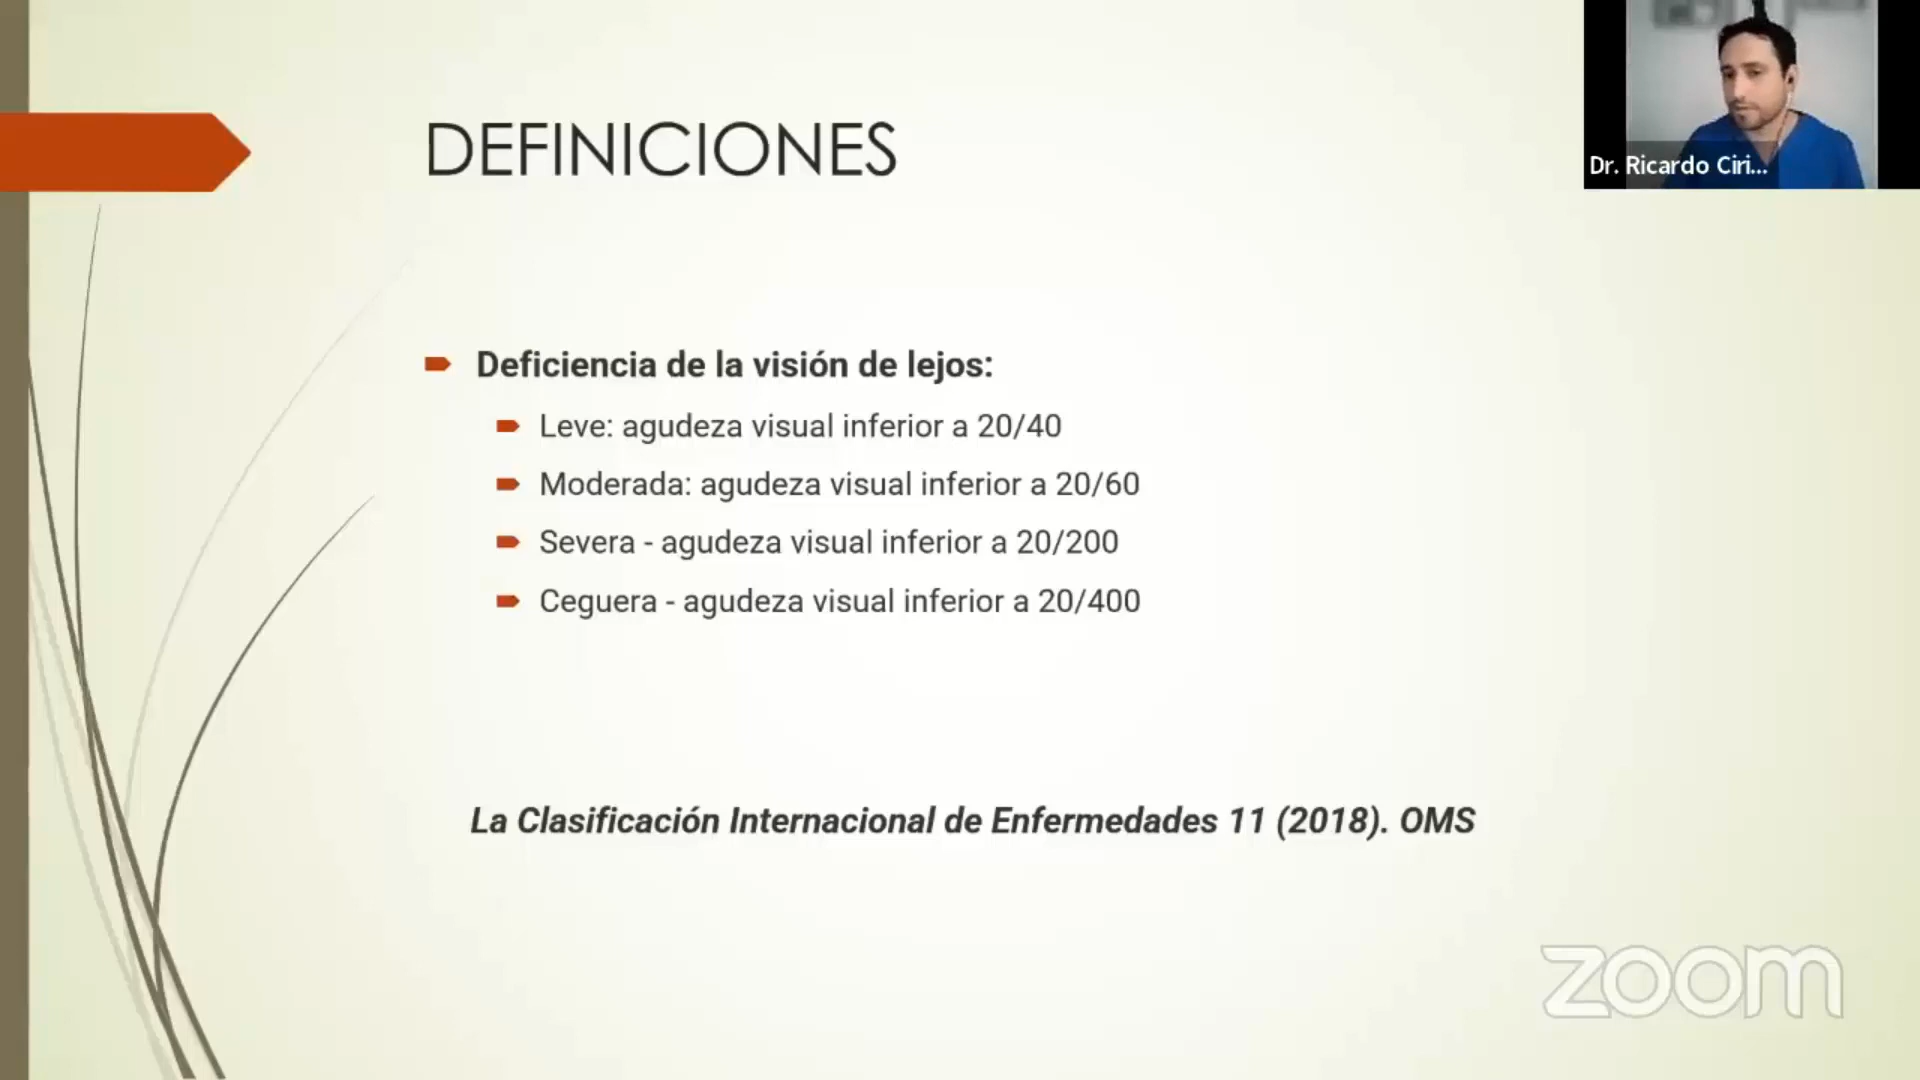 DEFINICIONES
Dr. Ricardo Ciri...
Deficiencia de la visión de lejos:
Leve: agudeza visual inferior a 20/40
Moderada: agudeza visual inferior a 20/60
Severa - agudeza visual inferior a 20/200
Ceguera - agudeza visual inferior a 20/400
La Clasificación Internacional de Enfermedades 11 (2018). OMS
zoom